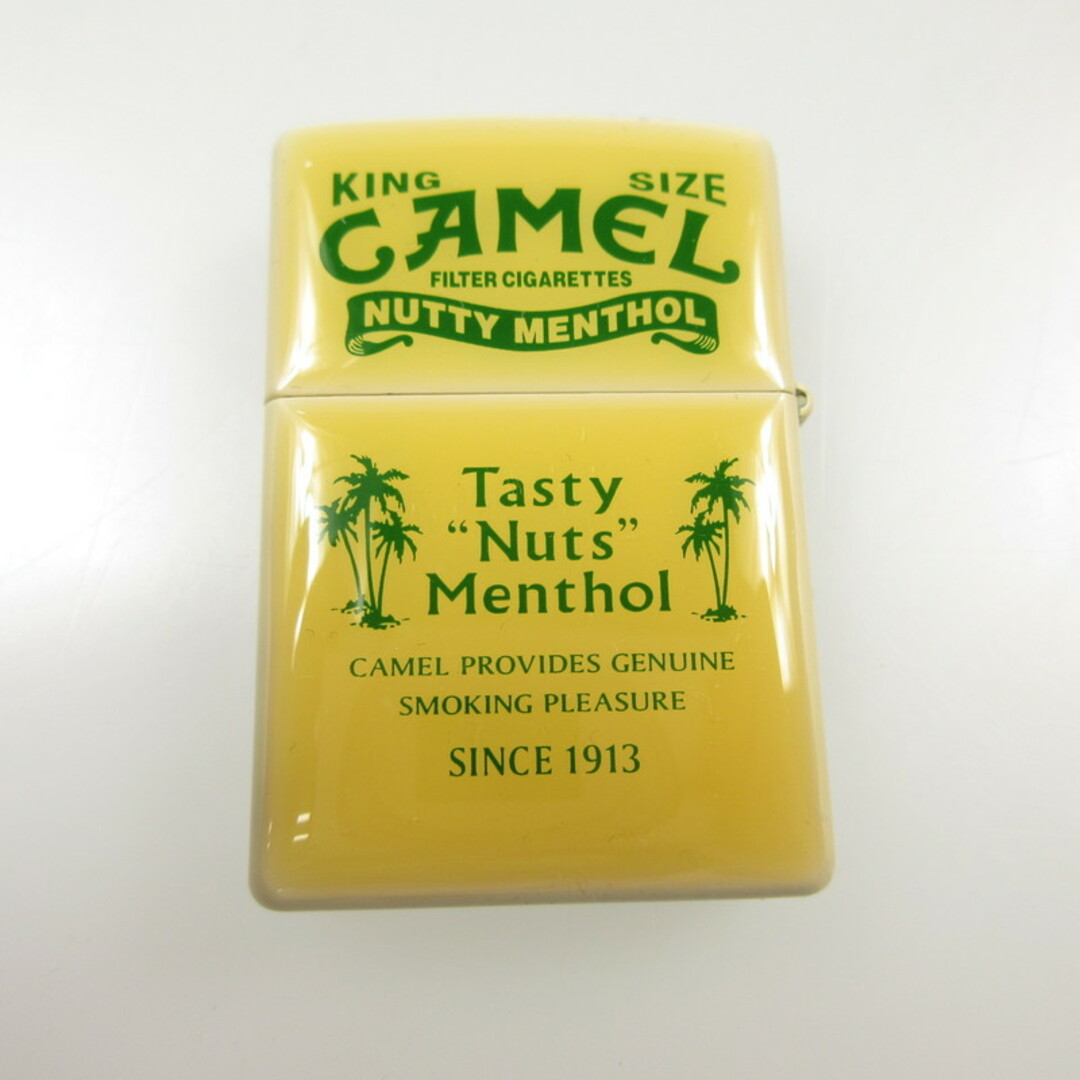 KING SIZE
CAMEL
FILTER CIGARETTES
NUTTY MENTHOL
Tasty
“Nuts”
Menthol
CAMEL PROVIDES GENUINE
SMOKING PLEASURE
SINCE 1913